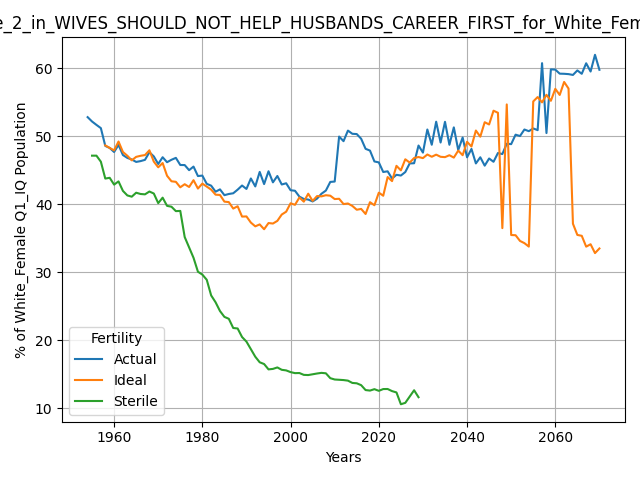 _2_in_WIVES_SHOULD_NOT_HELP_HUSBANDS_CAREER_FIRST_for_White_Fem
% of White_Female Q1_IQ Population
60
50
40
30
20
10
Fertility
Actual
Ideal
Sterile
1960
1980
2000
2020
2040
2060
Years